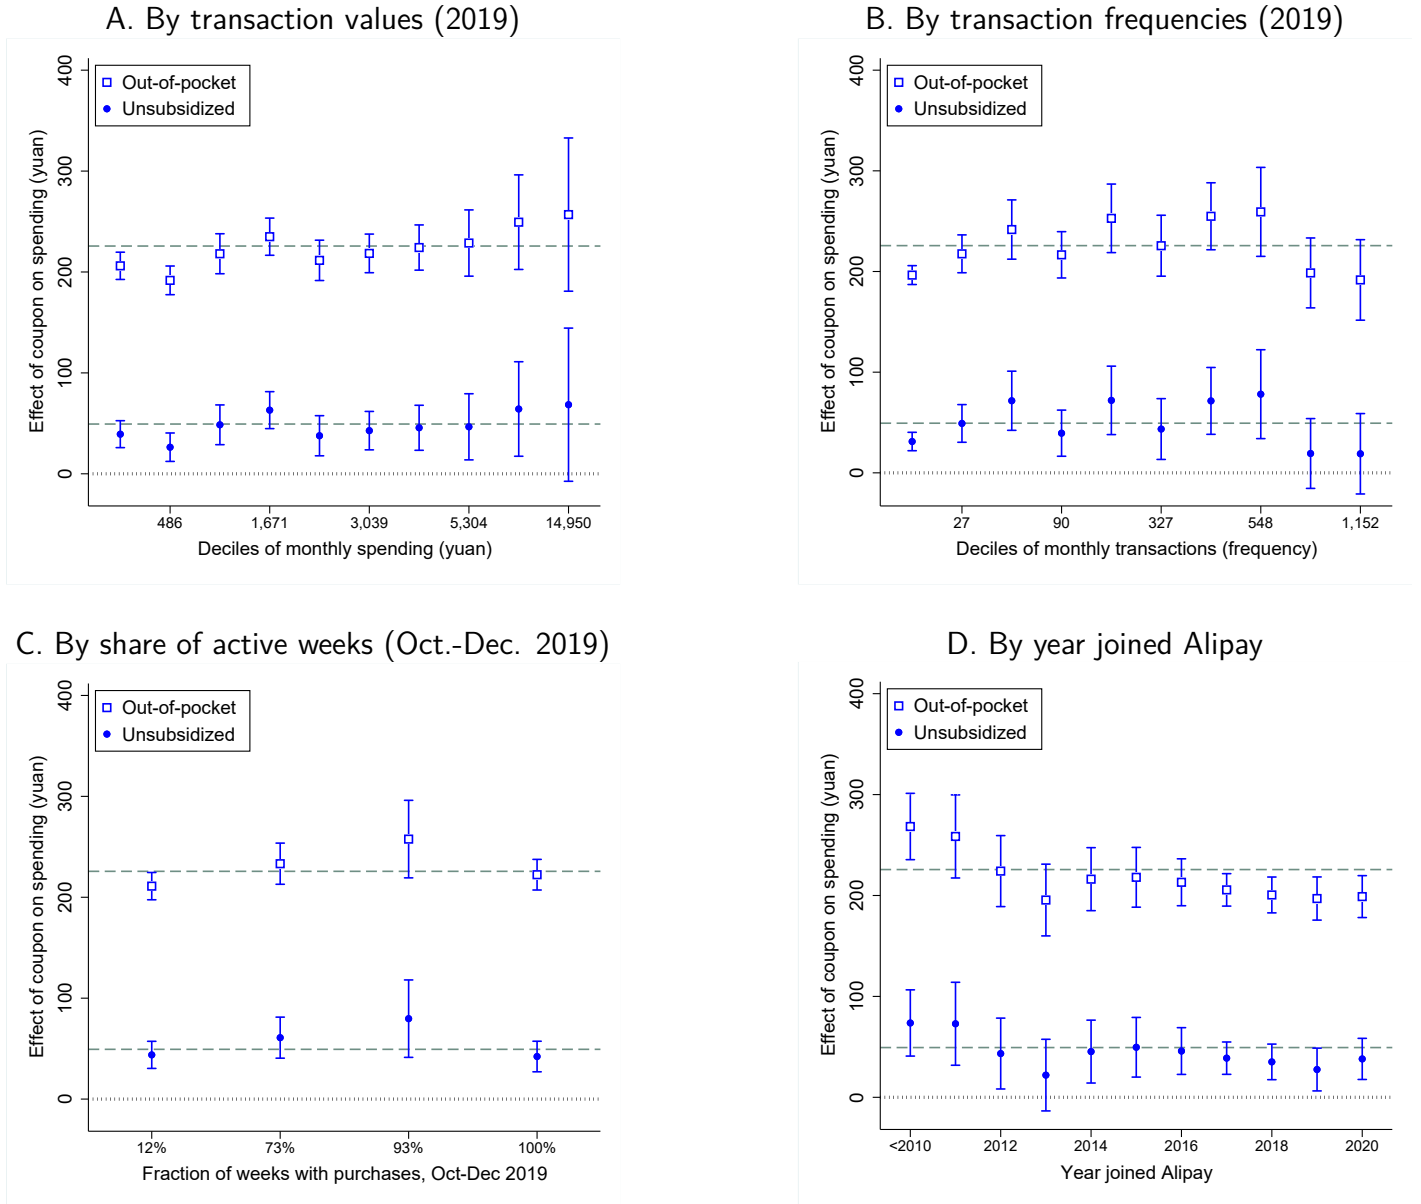 A. By transaction values (2019)
Effect of coupon on spending (yuan)
400
300
200
100
0
Out-of-pocket
Unsubsidized
486 1,671 3,039 5,304 14,950
Deciles of monthly spending (yuan)
B. By transaction frequencies (2019)
Effect of coupon on spending (yuan)
400
300
200
100
0
Out-of-pocket
Unsubsidized
27 90 327 548 1,152
Deciles of monthly transactions (frequency)
C. By share of active weeks (Oct.-Dec. 2019)
Effect of coupon on spending (yuan)
400
300
200
100
0
Out-of-pocket
Unsubsidized
12% 73% 93% 100%
Fraction of weeks with purchases, Oct-Dec 2019
D. By year joined Alipay
Effect of coupon on spending (yuan)
400
300
200
100
0
Out-of-pocket
Unsubsidized
<2010 2012 2014 2016 2018 2020
Year joined Alipay